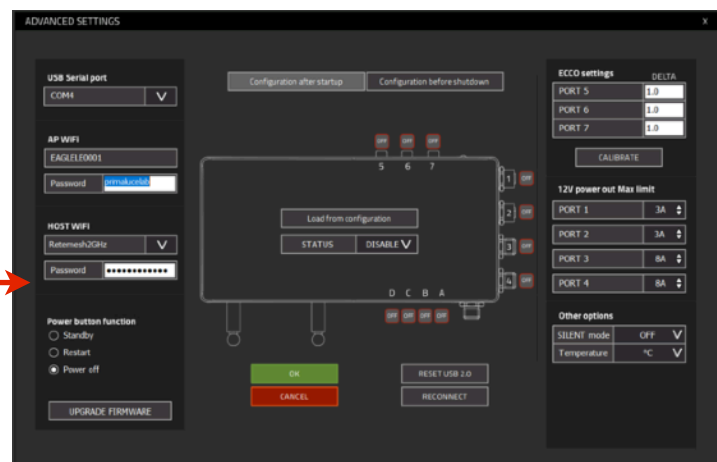 ADVANCED SETTINGS
X
USB Serial port
COM4
V
AP WIFI
EAGLELE0001
Password primalucelab
HOST WIFI
Retemesh2GHz
V
Password ●●●●●●●●●●●●
Power button function
Standby
Restart
Power off
UPGRADE FIRMWARE
Configuration after startup
Configuration before shutdown
OFF OFF OFF
5 6 7
1 OFF
2 OFF
3 OFF
4 OFF
Load from configuration
STATUS DISABLE V
D C B A
OFF OFF OFF OFF
OK
CANCEL
RESET USB 2.0
RECONNECT
ECCO settings DELTA
PORT 5 1.0
PORT 6 1.0
PORT 7 1.0
CALIBRATE
12V power out Max limit
PORT 1 3A
PORT 2 3A
PORT 3 8A
PORT 4 8A
Other options
SILENT mode OFF V
Temperature °C V